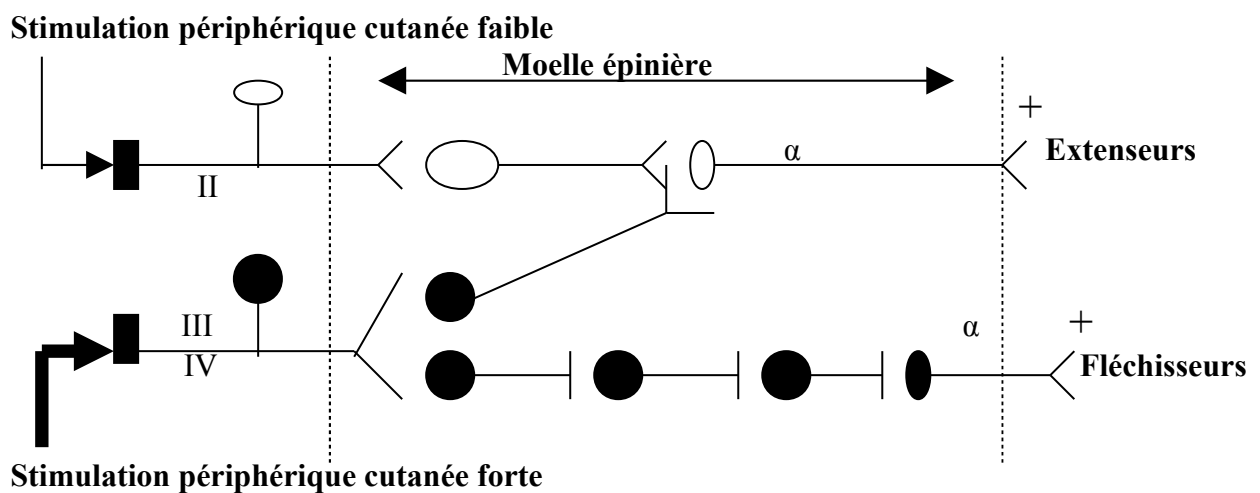 Stimulation périphérique cutanée faible
Moelle épinière
+
α
Extenseurs
II
III
α
+
IV
Fléchisseurs
Stimulation périphérique cutanée forte